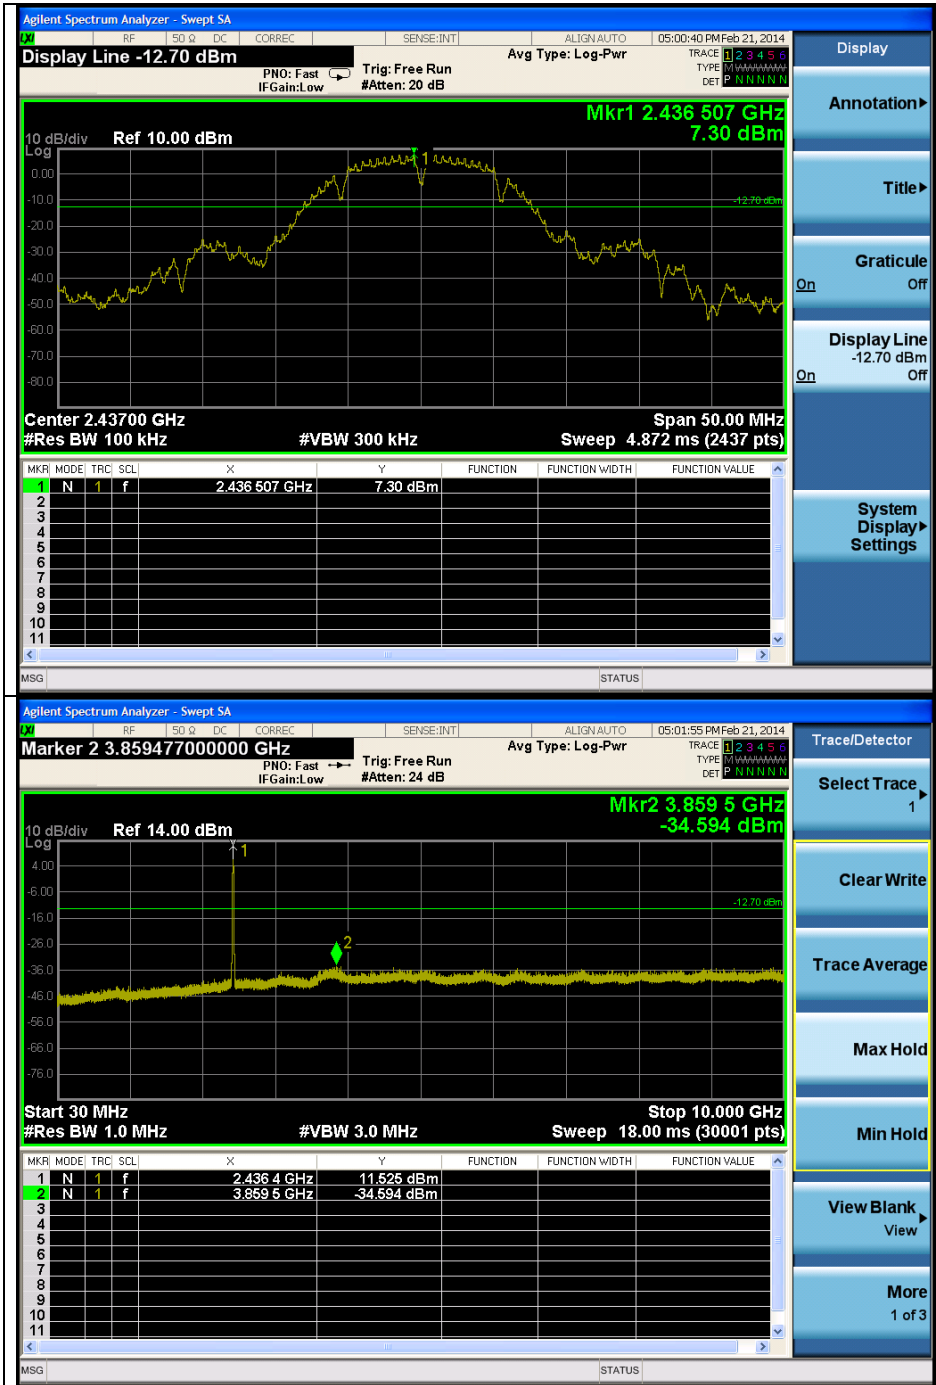 Agilent Spectrum Analyzer - Swept SA
LXI RF 50 Ω DC CORREC SENSE:INT ALIGN AUTO 05:00:40 PM Feb 21, 2014
Display Line -12.70 dBm
PNO: Fast
IFGain:Low
Trig: Free Run
#Atten: 20 dB
Avg Type: Log-Pwr
TRACE 1 2 3 4 5 6
TYPE M WWWWW
DET P N N N N N
Mkr1 2.436 507 GHz
7.30 dBm
10 dB/div Ref 10.00 dBm
Log
1
0.00
-10.0
-12.70 dBm
-20.0
-30.0
-40.0
-50.0
-60.0
-70.0
-80.0
Center 2.43700 GHz Span 50.00 MHz
#Res BW 100 kHz #VBW 300 kHz Sweep 4.872 ms (2437 pts)
MKR MODE TRC SCL X Y FUNCTION FUNCTION WIDTH FUNCTION VALUE
1 N 1 f 2.436 507 GHz 7.30 dBm
2
3
4
5
6
7
8
9
10
11
MSG STATUS
Display
Annotation
Title
Graticule
On Off
Display Line
-12.70 dBm
On Off
System
Display
Settings
Agilent Spectrum Analyzer - Swept SA
LXI RF 50 Ω DC CORREC SENSE:INT ALIGN AUTO 05:01:55 PM Feb 21, 2014
Marker 2 3.859477000000 GHz
PNO: Fast
IFGain:Low
Trig: Free Run
#Atten: 24 dB
Avg Type: Log-Pwr
TRACE 1 2 3 4 5 6
TYPE M WWWWW
DET P N N N N N
Mkr2 3.859 5 GHz
-34.594 dBm
10 dB/div Ref 14.00 dBm
Log
1
4.00
-6.00
-12.70 dBm
-16.0
-26.0
2
-36.0
-46.0
-56.0
-66.0
-76.0
Start 30 MHz Stop 10.000 GHz
#Res BW 1.0 MHz #VBW 3.0 MHz Sweep 18.00 ms (30001 pts)
MKR MODE TRC SCL X Y FUNCTION FUNCTION WIDTH FUNCTION VALUE
1 N 1 f 2.436 4 GHz 11.525 dBm
2 N 1 f 3.859 5 GHz -34.594 dBm
3
4
5
6
7
8
9
10
11
MSG STATUS
Trace/Detector
Select Trace
1
Clear Write
Trace Average
Max Hold
Min Hold
View Blank
View
More
1 of 3